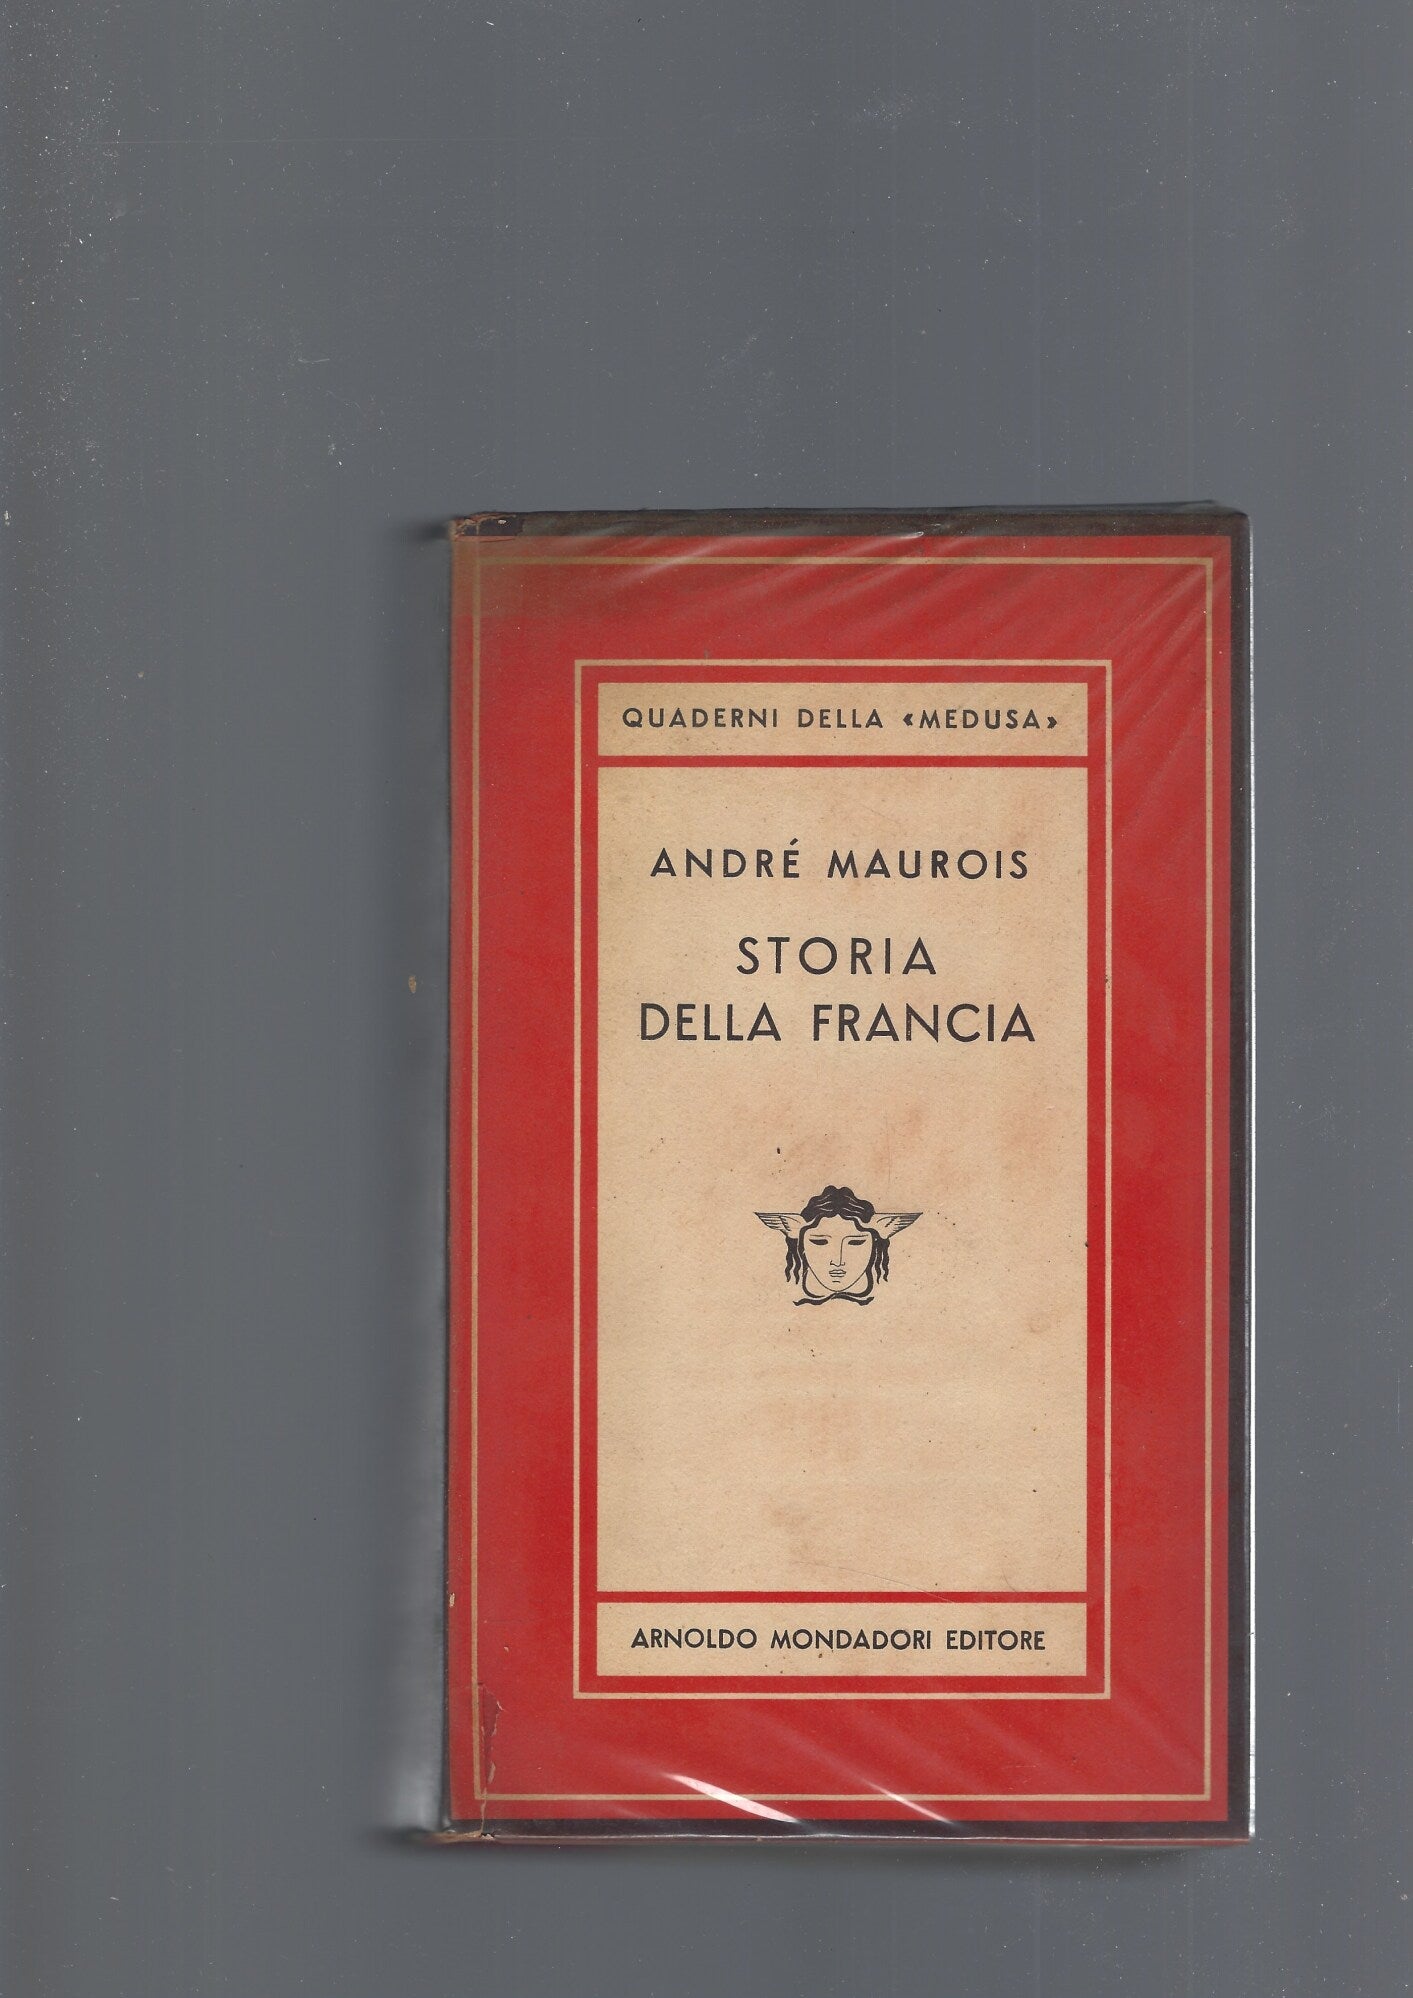 QUADERNI DELLA «MEDUSA»
ANDRÉ MAUROIS
STORIA
DELLA FRANCIA
ARNOLDO MONDADORI EDITORE